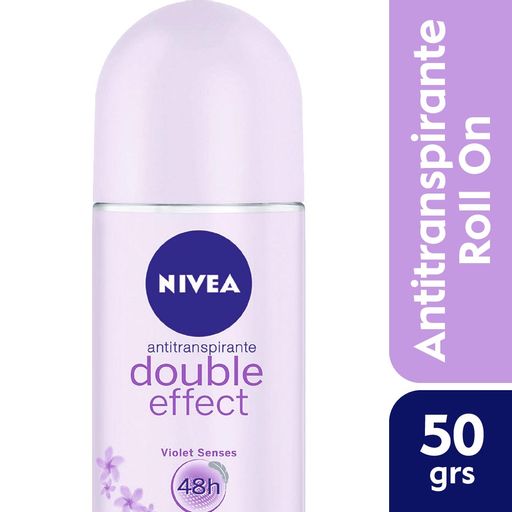 NIVEA
antitranspirante
double
effect
Violet Senses
48h
Antitranspirante
Roll On
50
grs